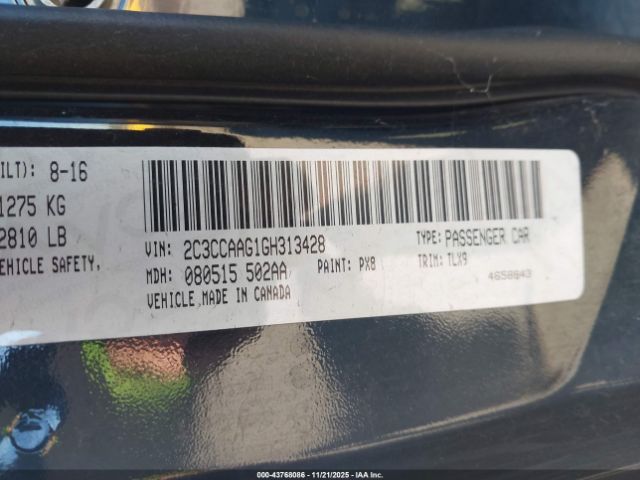 ILT): 8-16
1275 KG
2810 LB
VEHICLE SAFETY,
VIN: 2C3CCAAG1GH313428
TYPE: PASSENGER CAR
MDH: 080515 502AA
PAINT: PX8
TRIM: TLX9
VEHICLE MADE IN CANADA
4658643
000-43768086 - 11/21/2025 - IAA Inc.